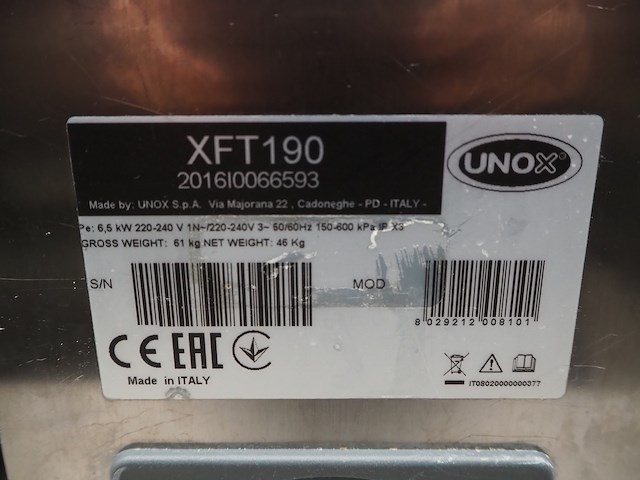 XFT190
2016I0066593
UNOX®
Made by: UNOX S.p.A. Via Majorana 22 , Cadoneghe - PD - ITALY -
Pe: 6,5 kW 220-240 V 1N~/220-240V 3~ 50/60Hz 150-600 kPa IP X3
GROSS WEIGHT: 61 kg NET WEIGHT: 46 Kg
S/N
MOD
8 029212 008101
CE EAC
Made in ITALY
IT08020000000377